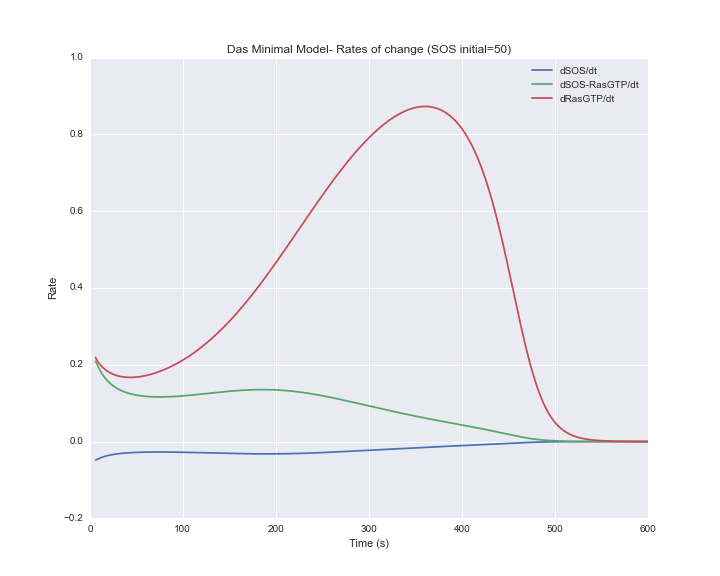 Das Minimal Model- Rates of change (SOS initial=50)
dSOS/dt
dSOS-RasGTP/dt
dRasGTP/dt
1.0
0.8
0.6
0.4
0.2
0.0
−0.2
Rate
0 100 200 300 400 500 600
Time (s)